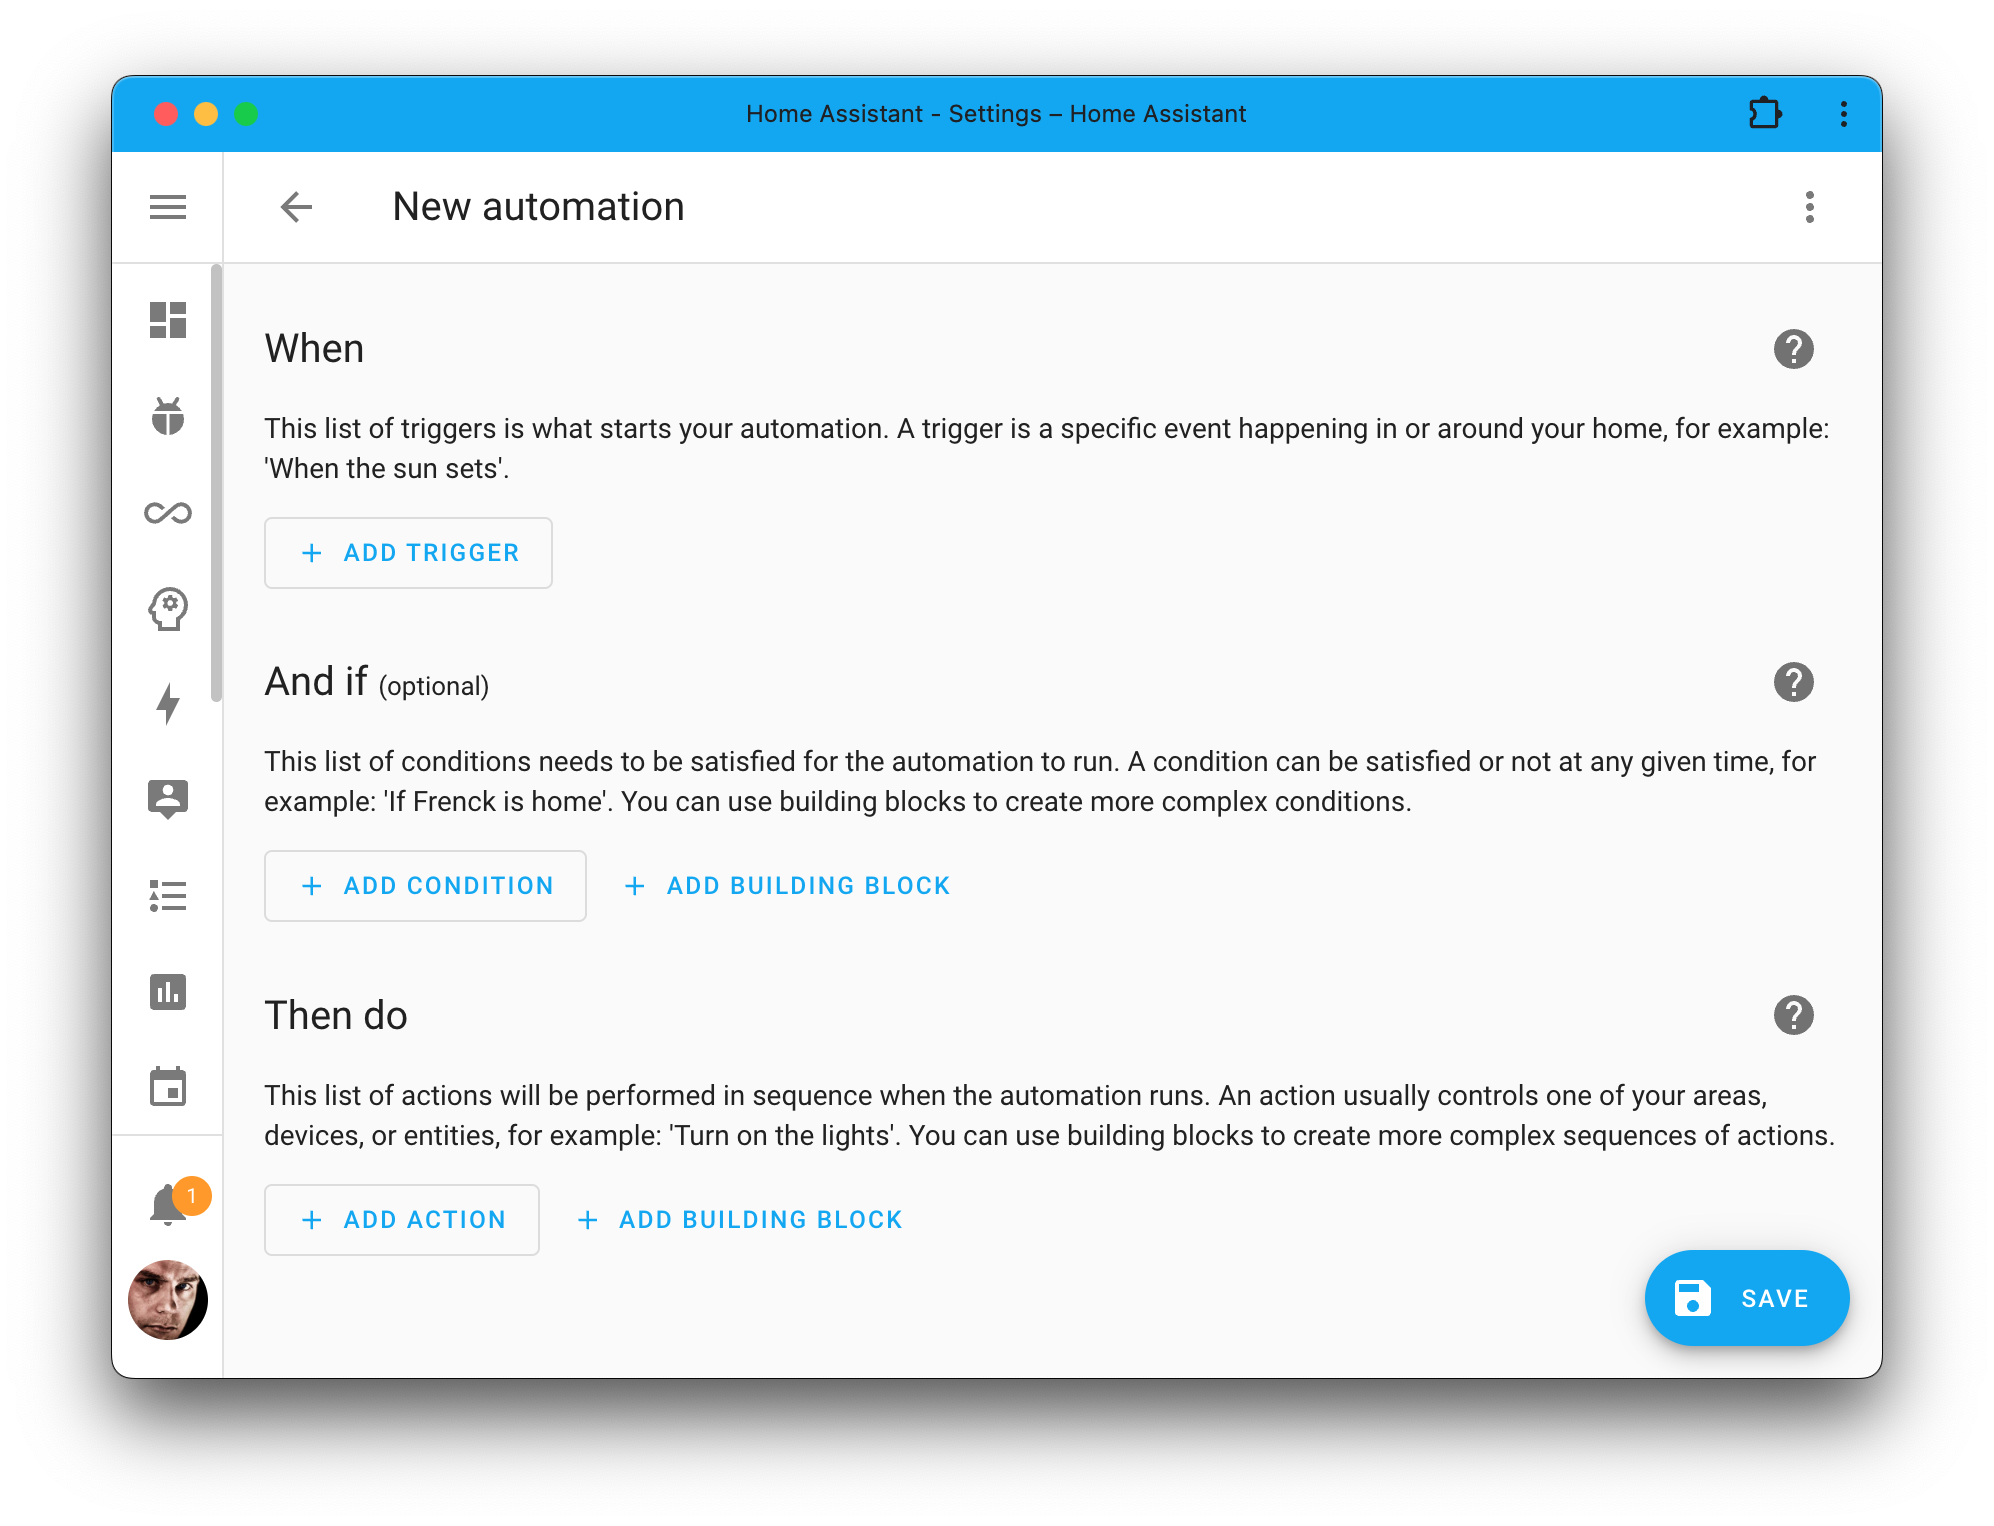 Home Assistant - Settings – Home Assistant
New automation
When
This list of triggers is what starts your automation. A trigger is a specific event happening in or around your home, for example:
'When the sun sets'.
+ ADD TRIGGER
And if (optional)
This list of conditions needs to be satisfied for the automation to run. A condition can be satisfied or not at any given time, for
example: 'If Frenck is home'. You can use building blocks to create more complex conditions.
+ ADD CONDITION + ADD BUILDING BLOCK
Then do
This list of actions will be performed in sequence when the automation runs. An action usually controls one of your areas,
devices, or entities, for example: 'Turn on the lights'. You can use building blocks to create more complex sequences of actions.
1
+ ADD ACTION + ADD BUILDING BLOCK
SAVE